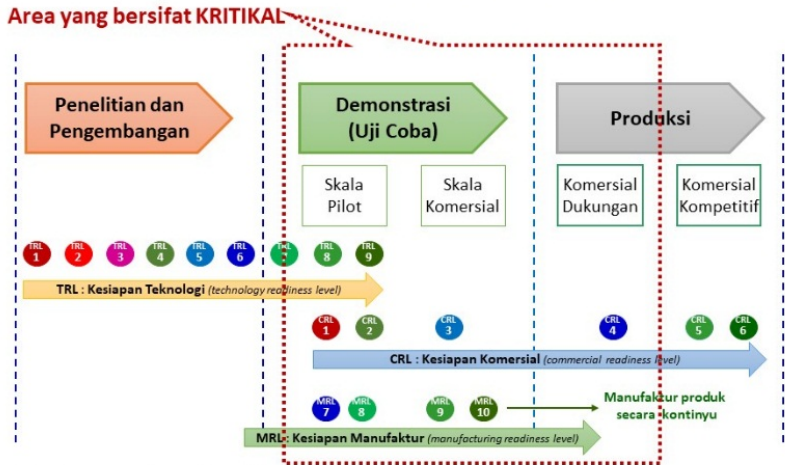 Area yang bersifat KRITIKAL
Penelitian dan
Pengembangan
Demonstrasi
(Uji Coba)
Produksi
Skala
Pilot
Skala
Komersial
Komersial
Dukungan
Komersial
Kompetitif
TRL
1
TRL
2
TRL
3
TRL
4
TRL
5
TRL
6
TRL
7
TRL
8
TRL
9
TRL : Kesiapan Teknologi (technology readiness level)
CRL
1
CRL
2
CRL
3
CRL
4
CRL
5
CRL
6
CRL : Kesiapan Komersial (commercial readiness level)
MRL
7
MRL
8
MRL
9
MRL
10
Manufaktur produk
secara kontinyu
MRL : Kesiapan Manufaktur (manufacturing readiness level)